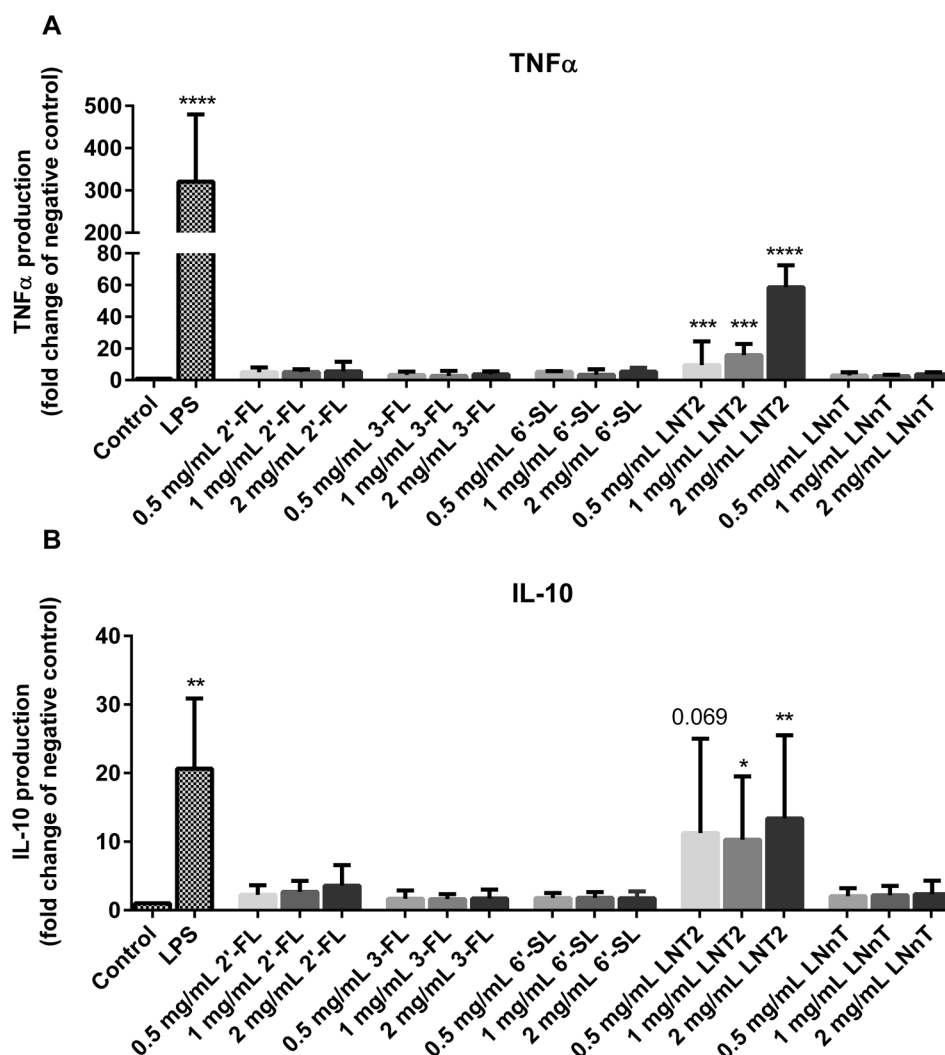 A
TNFα
TNFα production
(fold change of negative control)
500
400
300
200
80
60
40
20
0
****
***
***
****
Control
LPS
0.5 mg/mL 2'-FL
1 mg/mL 2'-FL
2 mg/mL 2'-FL
0.5 mg/mL 3-FL
1 mg/mL 3-FL
2 mg/mL 3-FL
0.5 mg/mL 6'-SL
1 mg/mL 6'-SL
2 mg/mL 6'-SL
0.5 mg/mL LNT2
1 mg/mL LNT2
2 mg/mL LNT2
0.5 mg/mL LNnT
1 mg/mL LNnT
2 mg/mL LNnT
B
IL-10
IL-10 production
(fold change of negative control)
40
30
20
10
0
**
0.069
*
**
Control
LPS
0.5 mg/mL 2'-FL
1 mg/mL 2'-FL
2 mg/mL 2'-FL
0.5 mg/mL 3-FL
1 mg/mL 3-FL
2 mg/mL 3-FL
0.5 mg/mL 6'-SL
1 mg/mL 6'-SL
2 mg/mL 6'-SL
0.5 mg/mL LNT2
1 mg/mL LNT2
2 mg/mL LNT2
0.5 mg/mL LNnT
1 mg/mL LNnT
2 mg/mL LNnT